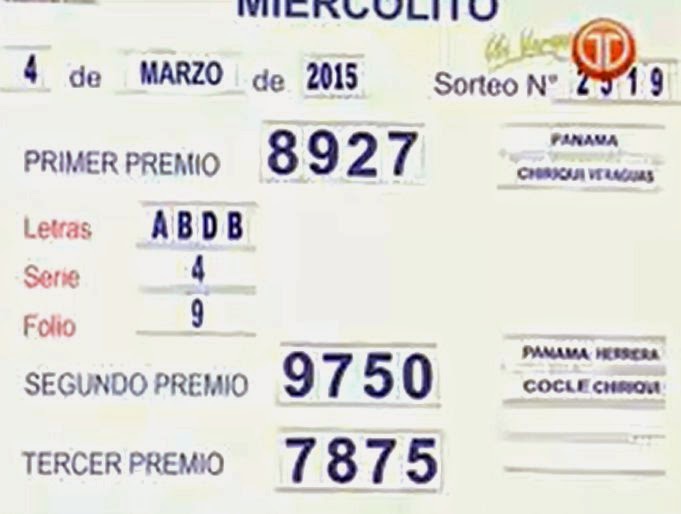 MIERCOLITO
4 de MARZO de 2015 Sorteo N° 2319
PRIMER PREMIO 8927 PANAMA
CHIRIQUI VERAGUAS
Letras ABDB
Serie 4
Folio 9
SEGUNDO PREMIO 9750 PANAMA HERRERA
COCLE CHIRIQUI
TERCER PREMIO 7875